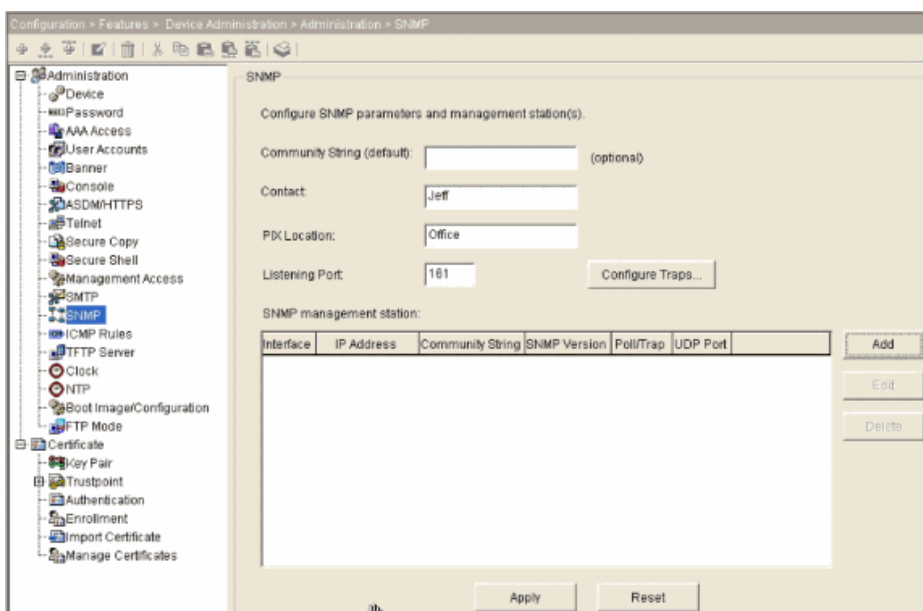 Configuration > Features > Device Administration > Administration > SNMP
Administration
Device
Password
AAA Access
User Accounts
Banner
Console
ASDM/HTTPS
Telnet
Secure Copy
Secure Shell
Management Access
SMTP
SNMP
ICMP Rules
TFTP Server
Clock
NTP
Boot Image/Configuration
FTP Mode
Certificate
Key Pair
Trustpoint
Authentication
Enrollment
Import Certificate
Manage Certificates
SNMP
Configure SNMP parameters and management station(s).
Community String (default): (optional)
Contact: Jeff
PIX Location: Office
Listening Port: 161 Configure Traps...
SNMP management station:
Interface IP Address Community String SNMP Version Poll/Trap UDP Port
Add
Edit
Delete
Apply Reset